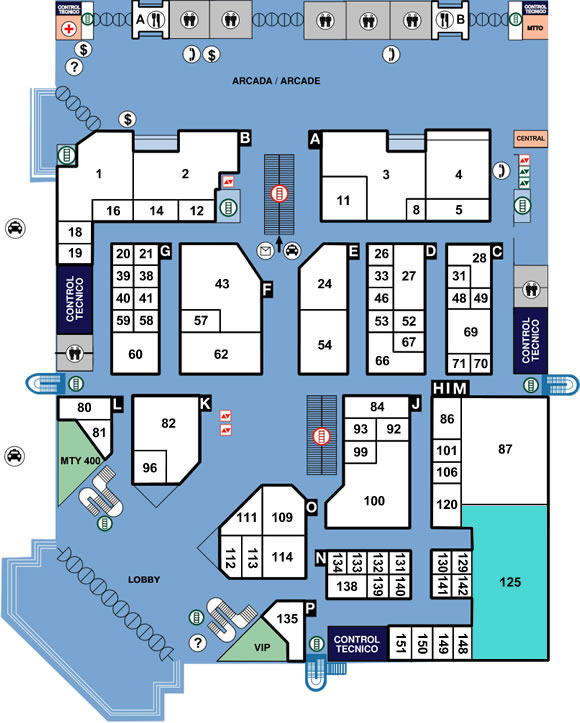 CONTROL
TECNICO
A
B
CONTROL
TECNICO
MTTO
$
?
$
ARCADA / ARCADE
$
CENTRAL
B
A
1
2
3
4
11
16
14
12
8
5
18
19
20
21
G
39
38
40
41
59
58
60
43
F
57
62
E
24
54
26
D
33
27
46
53
52
67
66
28
C
31
48
49
69
71
70
CONTROL
TECNICO
CONTROL
TECNICO
80
L
81
MTY 400
82
K
96
84
J
93
92
99
100
H I M
86
87
101
106
120
125
111
109
O
112
113
114
N
134
133
132
131
138
139
140
130
129
141
142
LOBBY
135
P
?
VIP
CONTROL
TECNICO
151
150
149
148